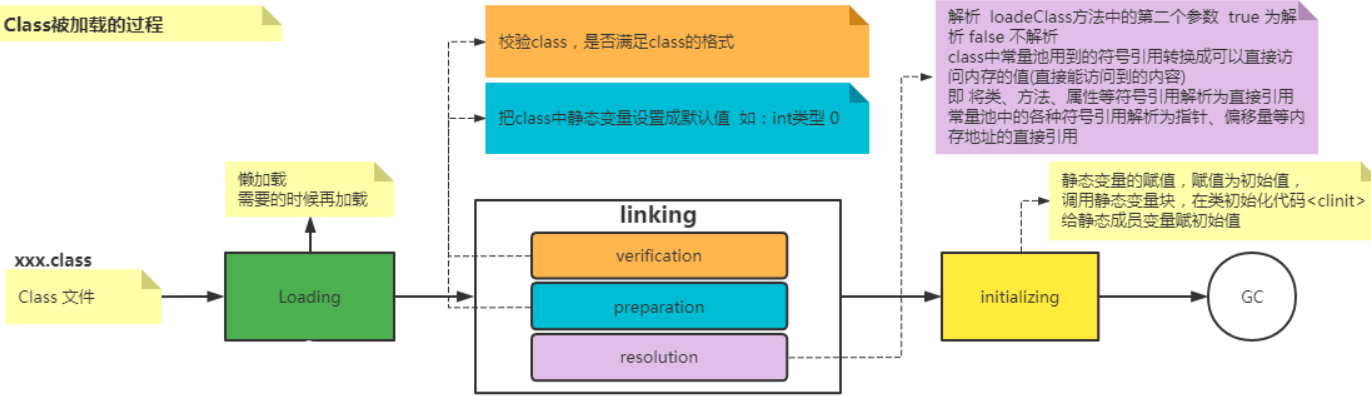 Class被加载的过程
校验class，是否满足class的格式
把class中静态变量设置成默认值 如：int类型 0
解析 loadeClass方法中的第二个参数 true 为解
析 false 不解析
class中常量池用到的符号引用转换成可以直接访
问内存的值(直接能访问到的内容)
即 将类、方法、属性等符号引用解析为直接引用
常量池中的各种符号引用解析为指针、偏移量等内
存地址的直接引用
懒加载
需要的时候再加载
静态变量的赋值，赋值为初始值，
调用静态变量块，在类初始化代码<clinit>
给静态成员变量赋初始值
xxx.class
Class 文件
Loading
linking
verification
preparation
resolution
initializing
GC